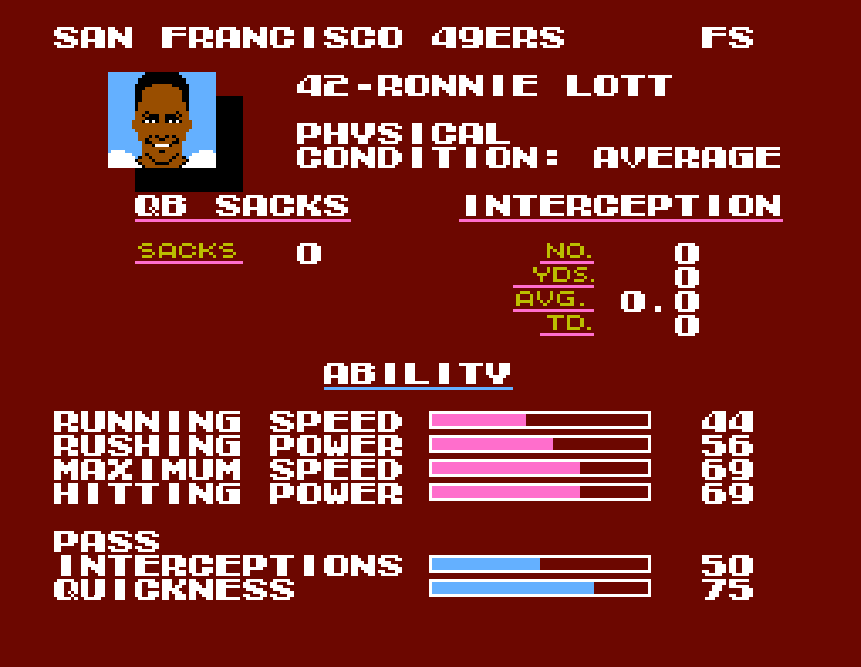 SAN FRANCISCO 49ERS FS
42-RONNIE LOTT
PHYSICAL
CONDITION: AVERAGE
QB SACKS INTERCEPTION
SACKS 0 NO. 0
YDS. 0
AVG. 0.0
TD. 0
ABILITY
RUNNING SPEED 44
RUSHING POWER 56
MAXIMUM SPEED 69
HITTING POWER 69
PASS
INTERCEPTIONS 50
QUICKNESS 75